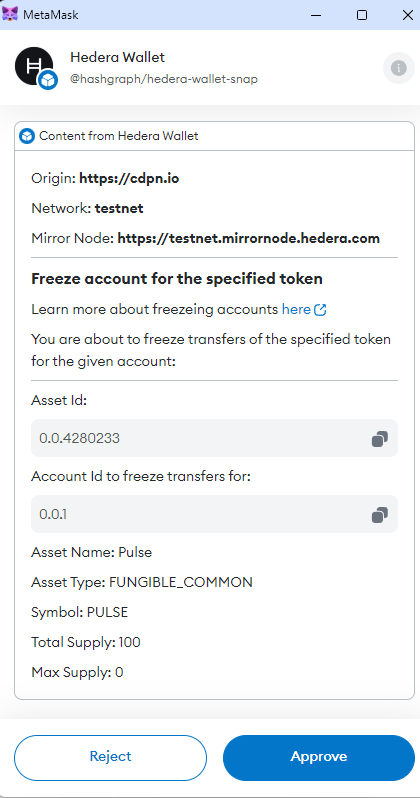 MetaMask
Hedera Wallet
@hashgraph/hedera-wallet-snap
Content from Hedera Wallet
Origin: https://cdpn.io
Network: testnet
Mirror Node: https://testnet.mirrornode.hedera.com
Freeze account for the specified token
Learn more about freezeing accounts here
You are about to freeze transfers of the specified token
for the given account:
Asset Id:
0.0.4280233
Account Id to freeze transfers for:
0.0.1
Asset Name: Pulse
Asset Type: FUNGIBLE_COMMON
Symbol: PULSE
Total Supply: 100
Max Supply: 0
Reject
Approve